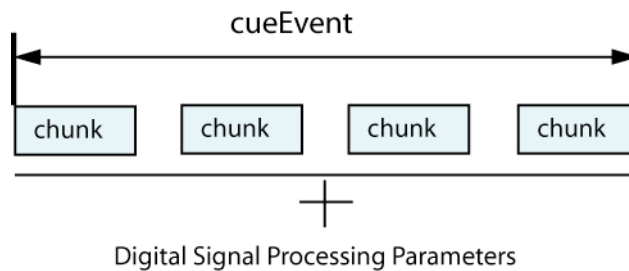 cueEvent
chunk chunk chunk chunk
Digital Signal Processing Parameters